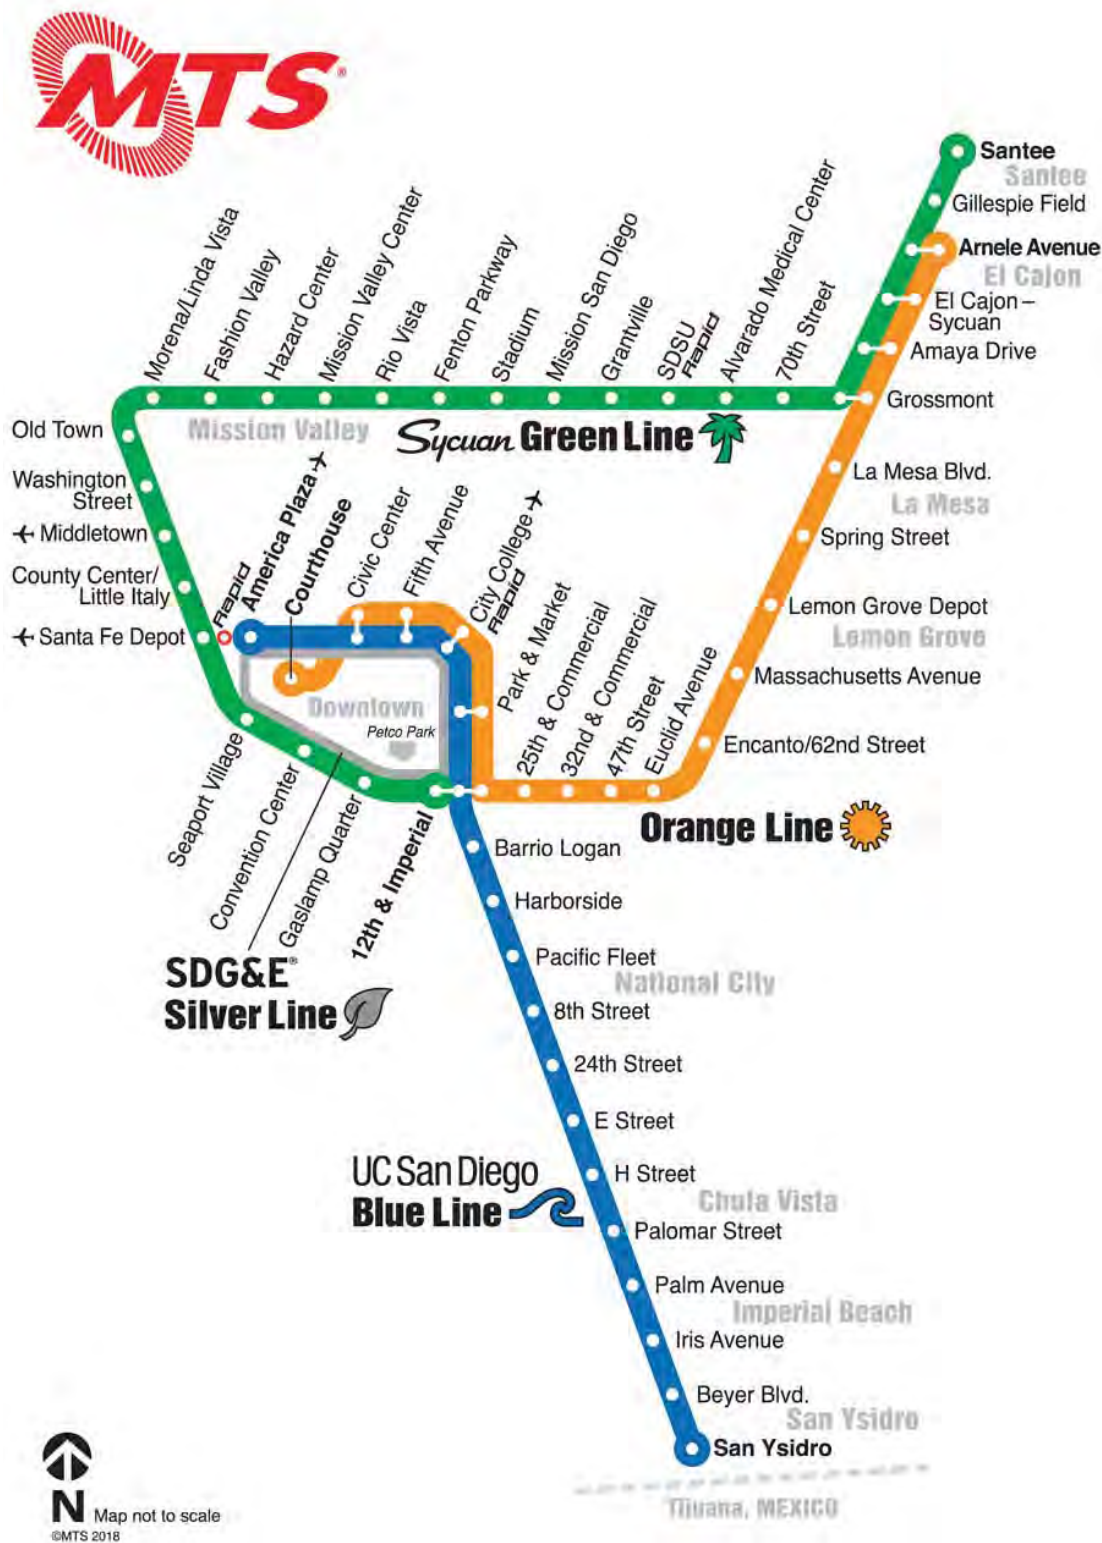 MTS®
Santee
Santee
Gillespie Field
Arnele Avenue
El Cajon
El Cajon–
Sycuan
Amaya Drive
Grossmont
Morena/Linda Vista
Fashion Valley
Hazard Center
Mission Valley Center
Rio Vista
Fenton Parkway
Stadium
Mission San Diego
Grantville
SDSU
Rapid
Alvarado Medical Center
70th Street
Mission Valley
Sycuan Green Line
Old Town
Washington
Street
Middletown
County Center/
Little Italy
Santa Fe Depot
Rapid
America Plaza
Courthouse
Civic Center
Fifth Avenue
City College
Rapid
Park & Market
25th & Commercial
32nd & Commercial
47th Street
Euclid Avenue
La Mesa Blvd.
La Mesa
Spring Street
Lemon Grove Depot
Lemon Grove
Massachusetts Avenue
Encanto/62nd Street
Downtown
Petco Park
Orange Line
Seaport Village
Convention Center
Gaslamp Quarter
12th & Imperial
SDG&E®
Silver Line
Barrio Logan
Harborside
Pacific Fleet
National City
8th Street
24th Street
E Street
H Street
UC San Diego
Blue Line
Chula Vista
Palomar Street
Palm Avenue
Imperial Beach
Iris Avenue
Beyer Blvd.
San Ysidro
San Ysidro
Tijuana, MEXICO
N Map not to scale
©MTS 2018